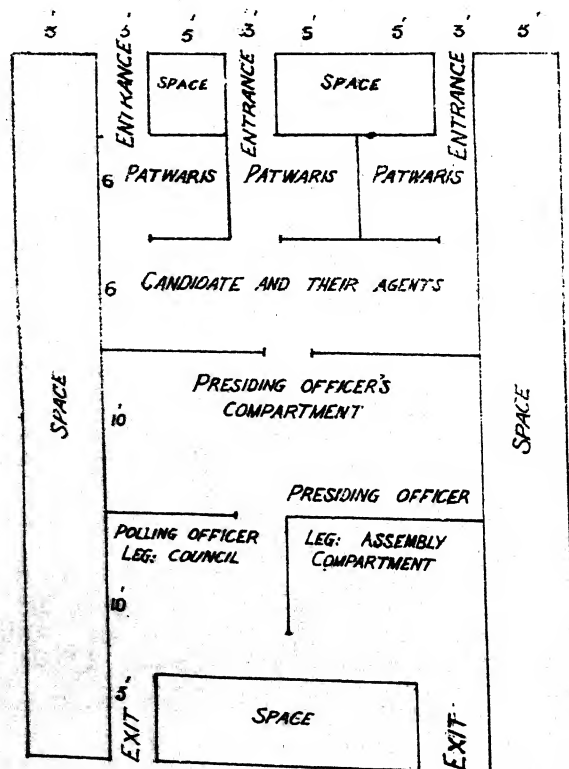 5' 3' 5' 3' 5' 5' 3' 5'
ENTRANCE
SPACE
ENTRANCE
SPACE
ENTRANCE
6 PATWARIS PATWARIS PATWARIS
6 CANDIDATE AND THEIR AGENTS
SPACE
PRESIDING OFFICER'S
COMPARTMENT
10'
SPACE
PRESIDING OFFICER
POLLING OFFICER
LEG: COUNCIL
LEG: ASSEMBLY
COMPARTMENT
10'
5'
SPACE
EXIT
EXIT